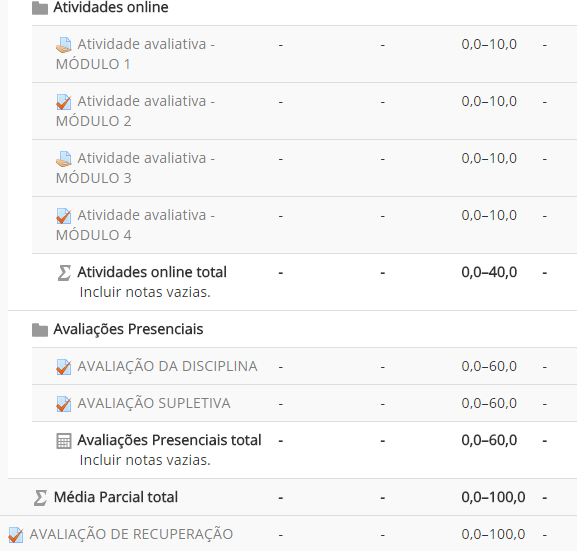 Atividades online
Atividade avaliativa - - - 0,0–10,0 -
MÓDULO 1
Atividade avaliativa - - - 0,0–10,0 -
MÓDULO 2
Atividade avaliativa - - - 0,0–10,0 -
MÓDULO 3
Atividade avaliativa - - - 0,0–10,0 -
MÓDULO 4
Σ Atividades online total - - 0,0–40,0 -
Incluir notas vazias.
Avaliações Presenciais
AVALIAÇÃO DA DISCIPLINA - - 0,0–60,0 -
AVALIAÇÃO SUPLETIVA - - 0,0–60,0 -
Avaliações Presenciais total - - 0,0–60,0 -
Incluir notas vazias.
Σ Média Parcial total - - 0,0–100,0 -
AVALIAÇÃO DE RECUPERAÇÃO - - 0,0–100,0 -